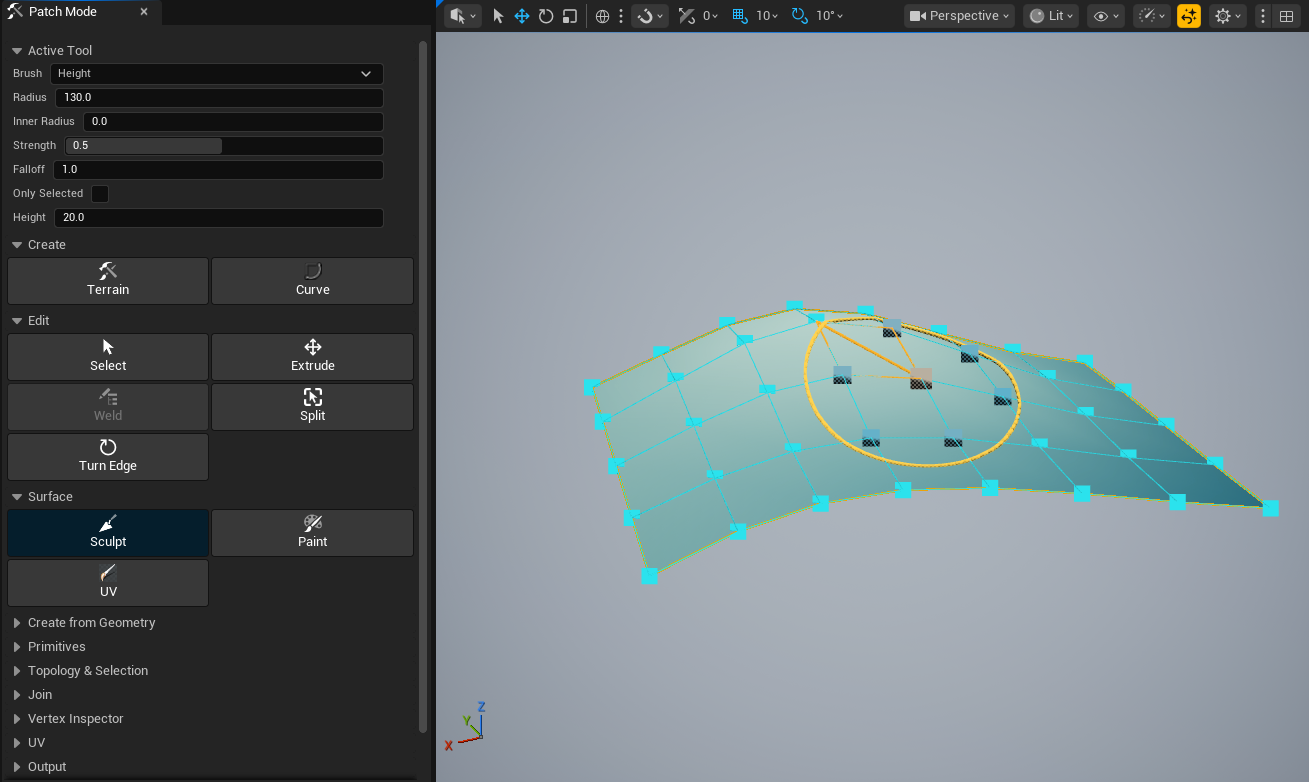 Patch Mode
Active Tool
Brush Height
Radius 130.0
Inner Radius 0.0
Strength 0.5
Falloff 1.0
Only Selected
Height 20.0
Create
Terrain Curve
Edit
Select Extrude
Weld Split
Turn Edge
Surface
Sculpt Paint
UV
Create from Geometry
Primitives
Topology & Selection
Join
Vertex Inspector
UV
Output
0 10 10° Perspective Lit
Z
Y
X